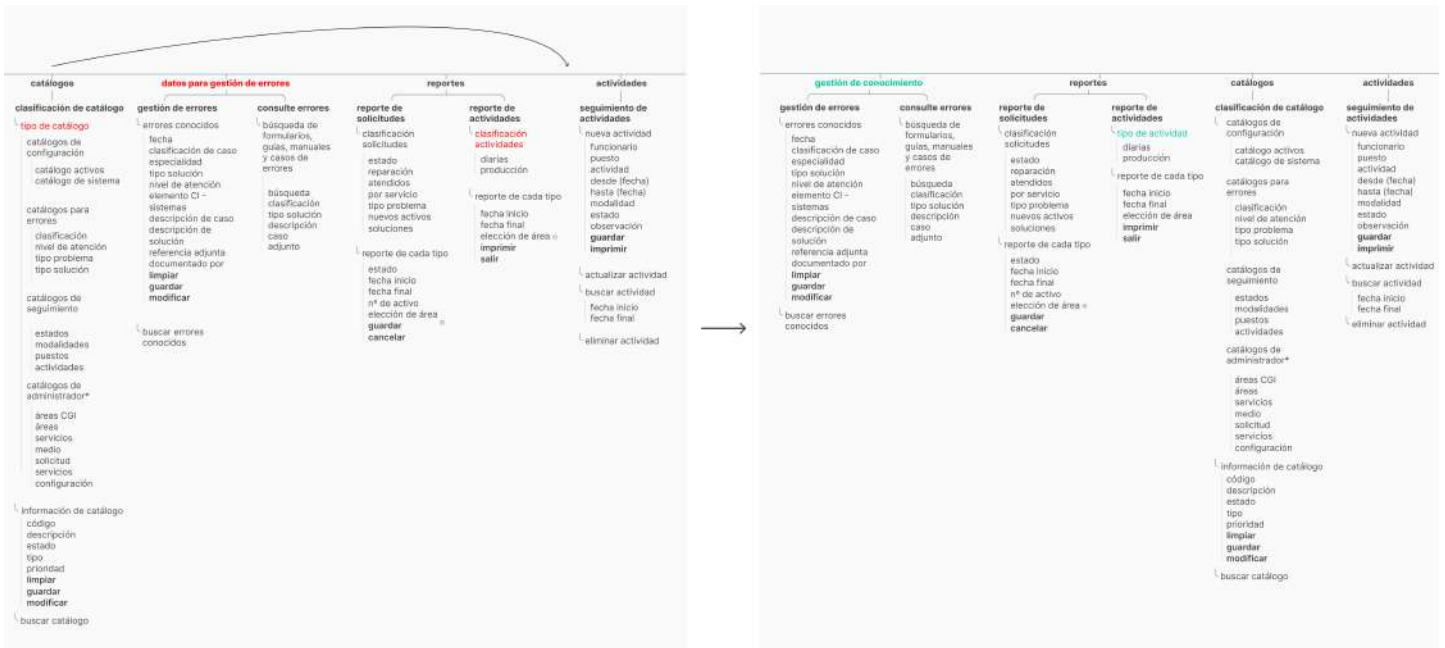 catálogos
clasificación de catálogo
tipo de catálogo
catálogos de
configuración
catálogo activos
catálogo de sistema
catálogos para
errores
clasificación
nivel de atención
tipo problema
tipo solución
catálogos de
seguimiento
estados
modalidades
puestos
actividades
catálogos de
administrador*
áreas CGI
áreas
servicios
medio
solicitud
servicios
configuración
información de catálogo
código
descripción
estado
tipo
prioridad
limpiar
guardar
modificar
buscar catálogo
datos para gestión de errores
gestión de errores
errores conocidos
fecha
clasificación de caso
especialidad
tipo solución
nivel de atención
elemento CI –
sistemas
descripción de caso
descripción de
solución
referencia adjunta
documentado por
limpiar
guardar
modificar
buscar errores
conocidos
consulte errores
búsqueda de
formularios,
guías, manuales
y casos de
errores
búsqueda
clasificación
tipo solución
descripción
caso
adjunto
reportes
reporte de
solicitudes
clasificación
solicitudes
estado
reparación
atendidos
por servicio
tipo problema
nuevos activos
soluciones
reporte de cada tipo
estado
fecha inicio
fecha final
nº de activo
elección de área
guardar
cancelar
reporte de
actividades
clasificación
actividades
diarias
producción
reporte de cada tipo
fecha inicio
fecha final
elección de área
imprimir
salir
actividades
seguimiento de
actividades
nueva actividad
funcionario
puesto
actividad
desde (fecha)
hasta (fecha)
modalidad
estado
observación
guardar
imprimir
actualizar actividad
buscar actividad
fecha inicio
fecha final
eliminar actividad
gestión de conocimiento
gestión de errores
errores conocidos
fecha
clasificación de caso
especialidad
tipo solución
nivel de atención
elemento CI –
sistemas
descripción de caso
descripción de
solución
referencia adjunta
documentado por
limpiar
guardar
modificar
buscar errores
conocidos
consulte errores
búsqueda de
formularios,
guías, manuales
y casos de
errores
búsqueda
clasificación
tipo solución
descripción
caso
adjunto
reportes
reporte de
solicitudes
clasificación
solicitudes
estado
reparación
atendidos
por servicio
tipo problema
nuevos activos
soluciones
reporte de cada tipo
estado
fecha inicio
fecha final
nº de activo
elección de área
guardar
cancelar
reporte de
actividades
tipo de actividad
diarias
producción
reporte de cada tipo
fecha inicio
fecha final
elección de área
imprimir
salir
catálogos
clasificación de catálogo
catálogos de
configuración
catálogo activos
catálogo de sistema
catálogos para
errores
clasificación
nivel de atención
tipo problema
tipo solución
catálogos de
seguimiento
estados
modalidades
puestos
actividades
catálogos de
administrador*
áreas CGI
áreas
servicios
medio
solicitud
servicios
configuración
información de catálogo
código
descripción
estado
tipo
prioridad
limpiar
guardar
modificar
buscar catálogo
actividades
seguimiento de
actividades
nueva actividad
funcionario
puesto
actividad
desde (fecha)
hasta (fecha)
modalidad
estado
observación
guardar
imprimir
actualizar actividad
buscar actividad
fecha inicio
fecha final
eliminar actividad